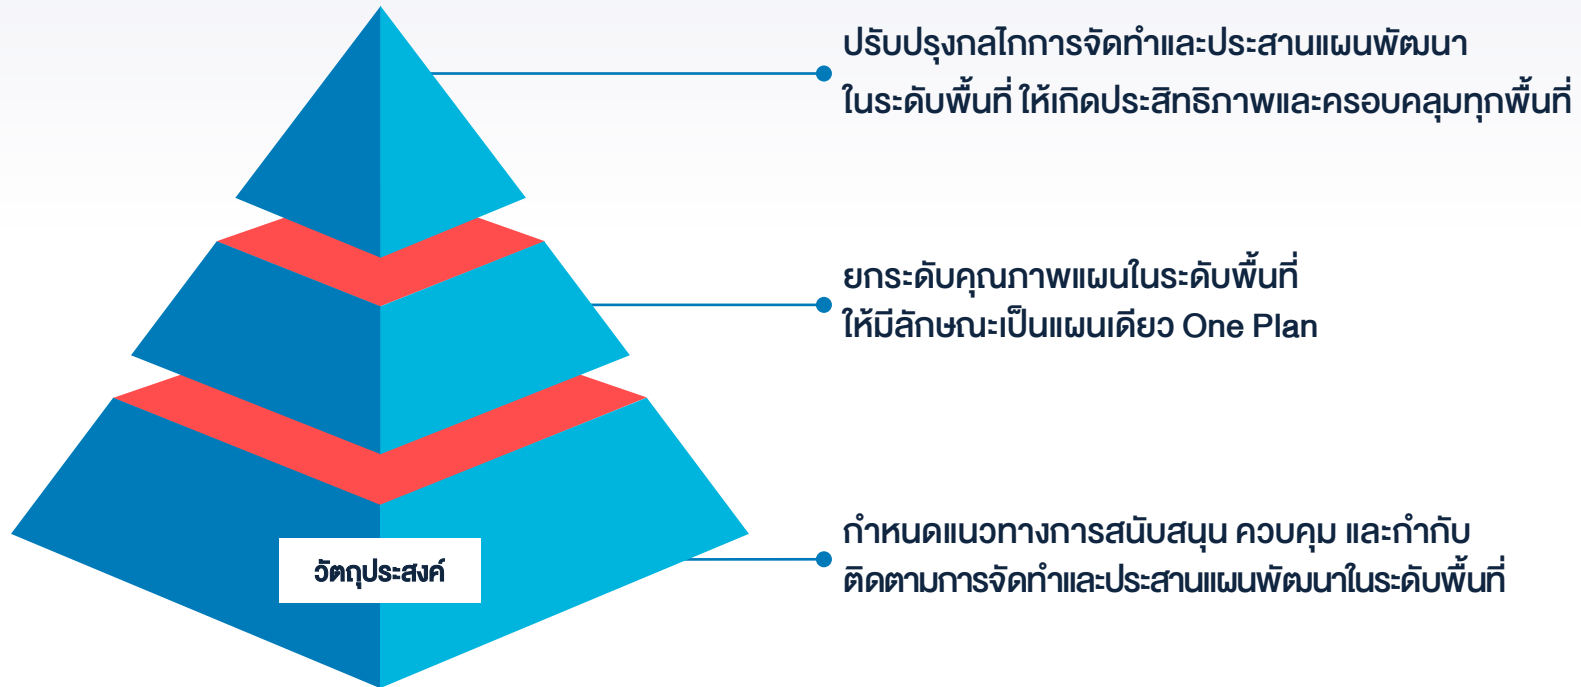 ปรับปรุงกลไกการจัดทำและประสานแผนพัฒนา
ในระดับพื้นที่ ให้เกิดประสิทธิภาพและครอบคลุมทุกพื้นที่
ยกระดับคุณภาพแผนในระดับพื้นที่
ให้มีลักษณะเป็นแผนเดียว One Plan
กำหนดแนวทางการสนับสนุน ควบคุม และกำกับ
ติดตามการจัดทำและประสานแผนพัฒนาในระดับพื้นที่
วัตถุประสงค์